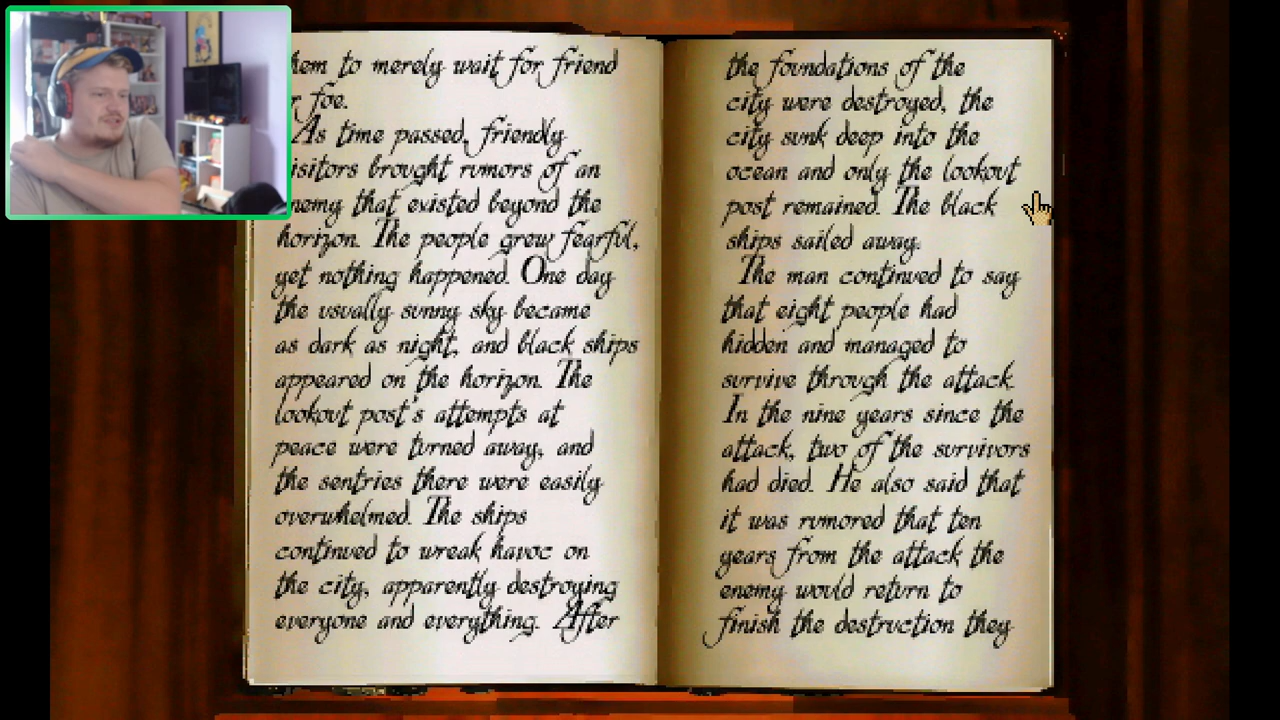 hem to merely wait for friend
r foe.
As time passed, friendly
isitors brought rumors of an
nemy that existed beyond the
horizon. The people grew fearful,
yet nothing happened. One day
the usually sunny sky became
as dark as night, and black ships
appeared on the horizon. The
lookout post's attempts at
peace were turned away, and
the sentries there were easily
overwhelmed. The ships
continued to wreak havoc on
the city, apparently destroying
everyone and everything. After
the foundations of the
city were destroyed, the
city sunk deep into the
ocean and only the lookout
post remained. The black
ships sailed away.
The man continued to say
that eight people had
hidden and managed to
survive through the attack.
In the nine years since the
attack, two of the survivors
had died. He also said that
it was rumored that ten
years from the attack the
enemy would return to
finish the destruction they